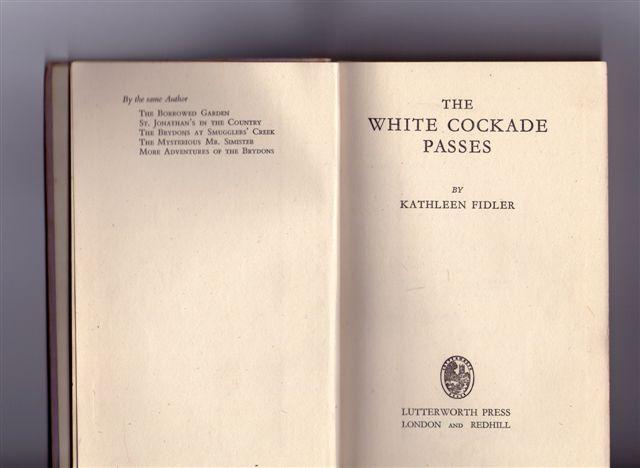 By the same Author
THE BORROWED GARDEN
ST. JONATHAN'S IN THE COUNTRY
THE BRYDONS AT SMUGGLERS' CREEK
THE MYSTERIOUS MR. SIMISTER
MORE ADVENTURES OF THE BRYDONS
THE
WHITE COCKADE
PASSES
BY
KATHLEEN FIDLER
LUTTERWORTH PRESS
LONDON AND REDHILL